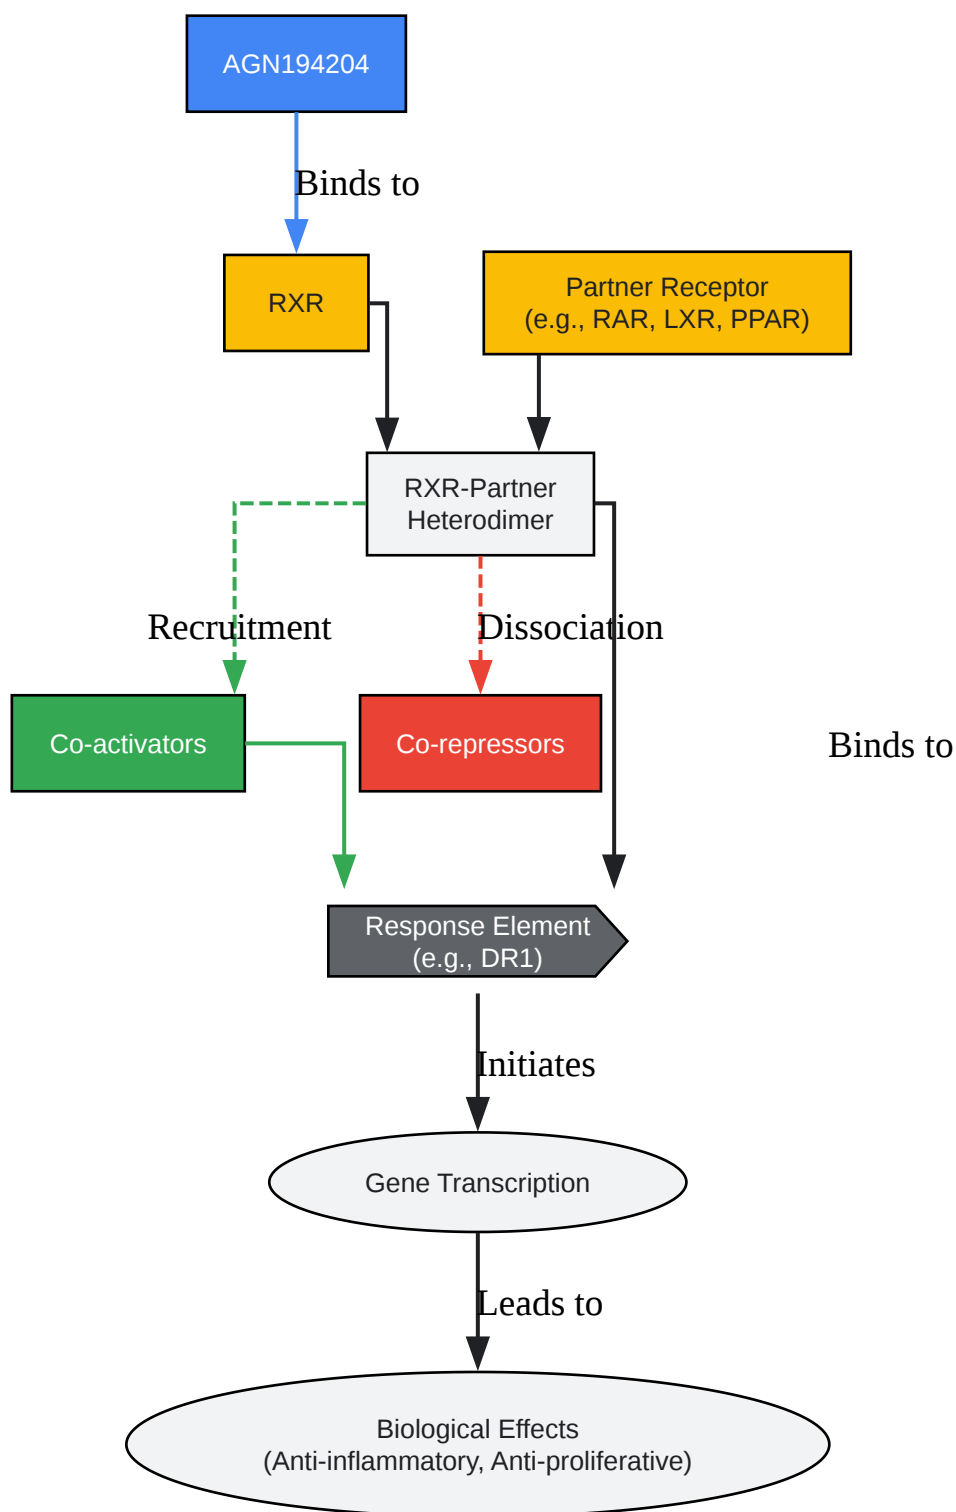 AGN194204
Binds to
RXR
Partner Receptor
(e.g., RAR, LXR, PPAR)
RXR-Partner
Heterodimer
Recruitment
Dissociation
Co-activators
Co-repressors
Binds to
Response Element
(e.g., DR1)
Initiates
Gene Transcription
Leads to
Biological Effects
(Anti-inflammatory, Anti-proliferative)